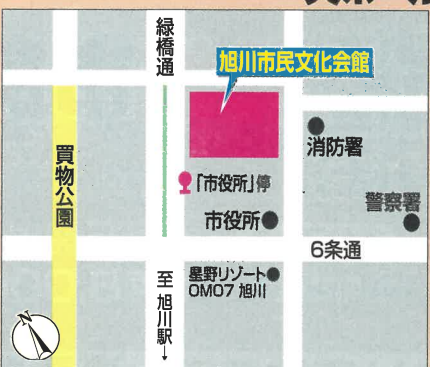 緑橋通
旭川市民文化会館
消防署
買物公園
「市役所」停
警察署
市役所
6条通
星野リゾート
OMO7 旭川
至 旭川駅→
N